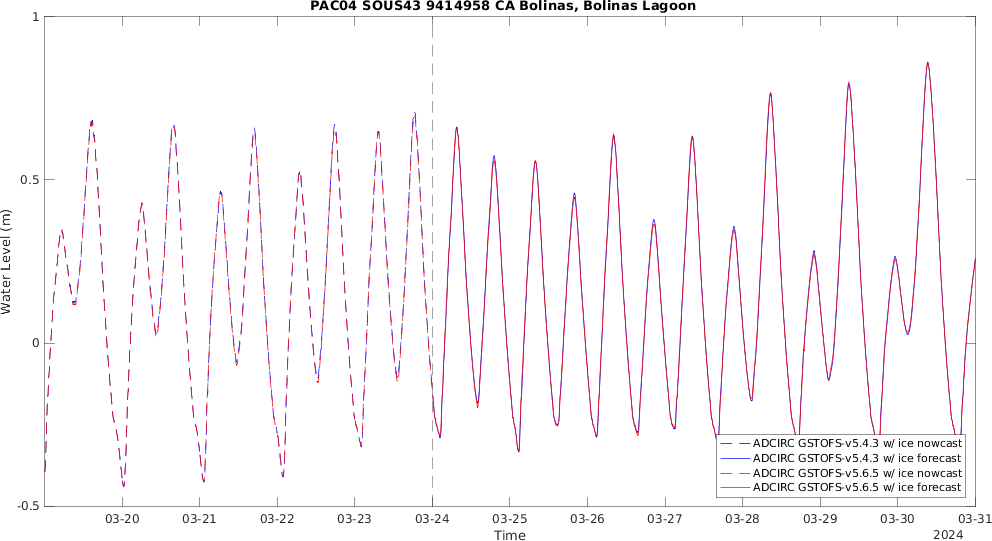 PAC04 SOUS43 9414958 CA Bolinas, Bolinas Lagoon
1
0.5
0
-0.5
Water Level (m)
ADCIRC GSTOFS-v5.4.3 w/ ice nowcast
ADCIRC GSTOFS-v5.4.3 w/ ice forecast
ADCIRC GSTOFS-v5.6.5 w/ ice nowcast
ADCIRC GSTOFS-v5.6.5 w/ ice forecast
03-20 03-21 03-22 03-23 03-24 03-25 03-26 03-27 03-28 03-29 03-30 03-31
Time
2024